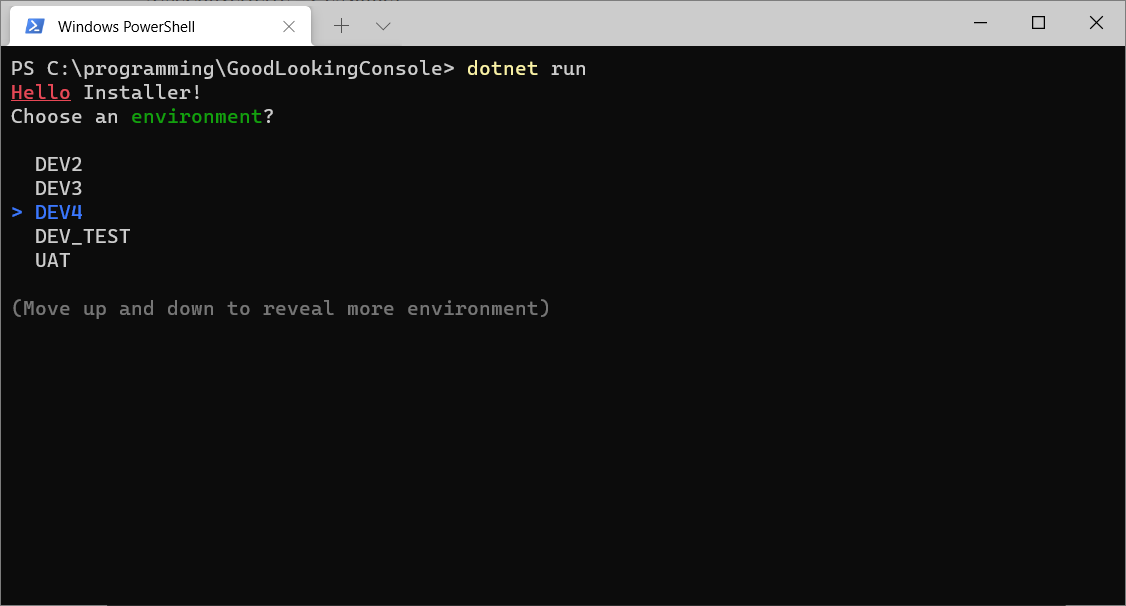 Windows PowerShell
PS C:\programming\GoodLookingConsole> dotnet run
Hello Installer!
Choose an environment?
DEV2
DEV3
> DEV4
DEV_TEST
UAT
(Move up and down to reveal more environment)